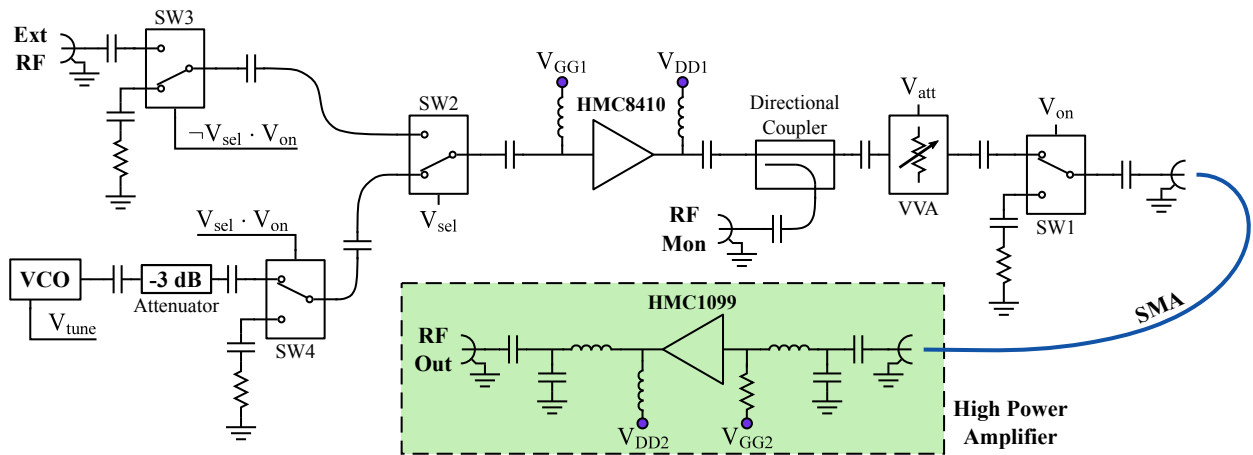 SW3
Ext
RF
¬V_sel · V_on
V_GG1
V_DD1
HMC8410
SW2
V_sel
Directional
Coupler
RF
Mon
V_att
VVA
V_on
SW1
V_sel · V_on
VCO
-3 dB
Attenuator
V_tune
SW4
SMA
HMC1099
RF
Out
V_DD2
V_GG2
High Power
Amplifier